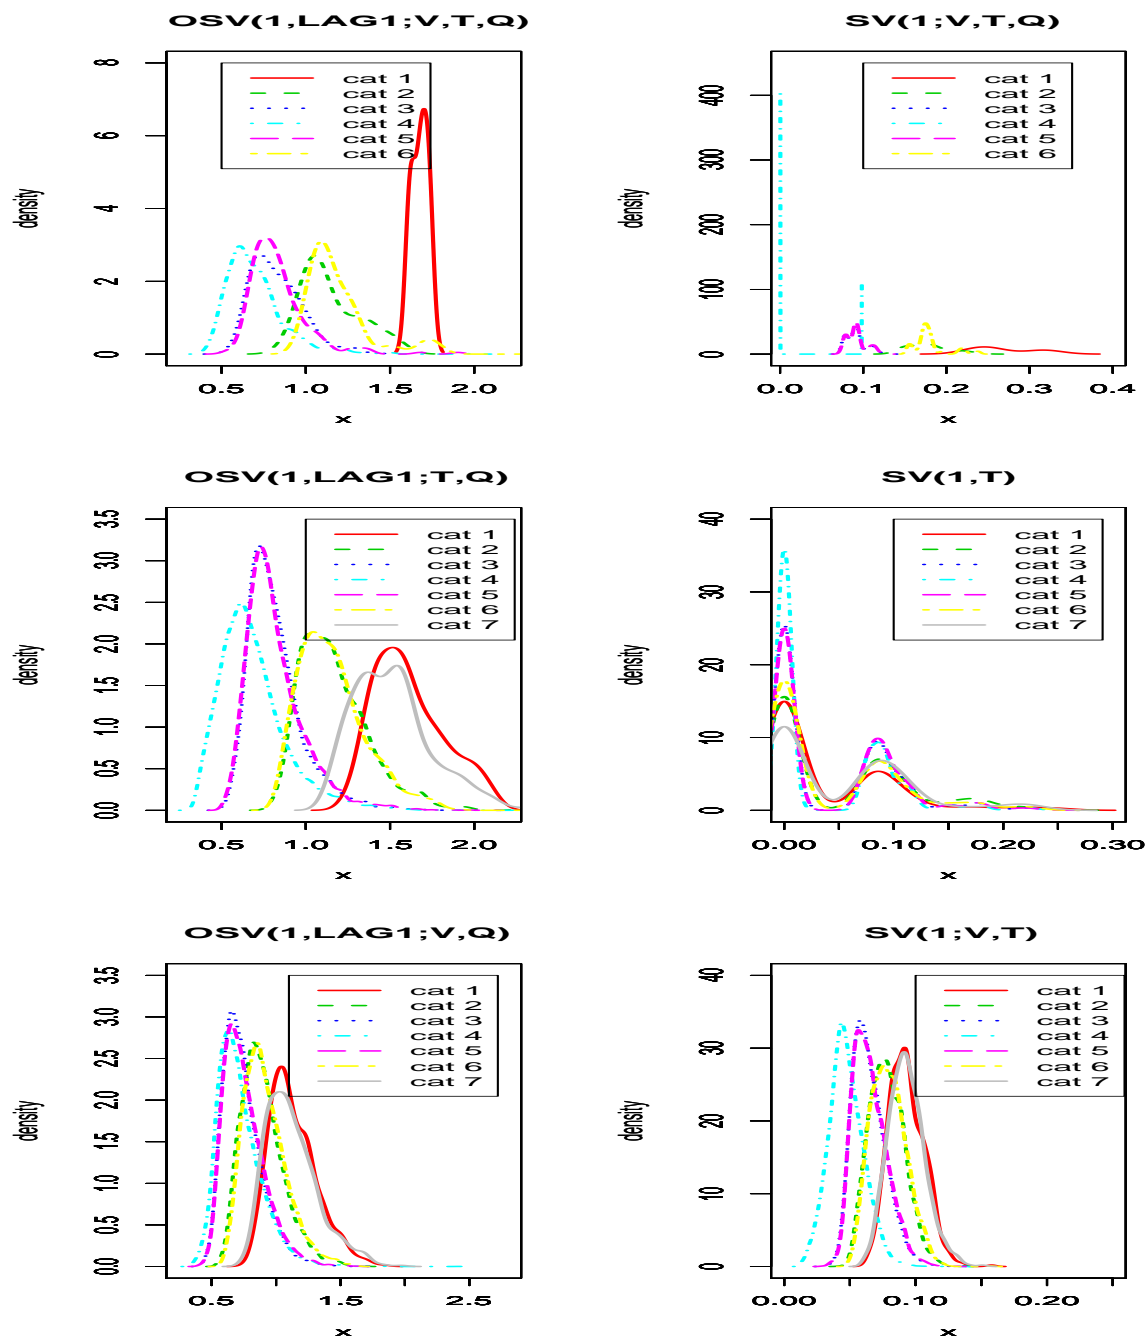 OSV(1,LAG1;V,T,Q)
density
0 2 4 6 8
cat 1
cat 2
cat 3
cat 4
cat 5
cat 6
0.5 1.0 1.5 2.0
x
SV(1;V,T,Q)
density
0 100 200 300 400
cat 1
cat 2
cat 3
cat 4
cat 5
cat 6
0.0 0.1 0.2 0.3 0.4
x
OSV(1,LAG1;T,Q)
density
0.0 0.5 1.0 1.5 2.0 2.5 3.0 3.5
cat 1
cat 2
cat 3
cat 4
cat 5
cat 6
cat 7
0.5 1.0 1.5 2.0
x
SV(1,T)
density
0 10 20 30 40
cat 1
cat 2
cat 3
cat 4
cat 5
cat 6
cat 7
0.00 0.10 0.20 0.30
x
OSV(1,LAG1;V,Q)
density
0.0 0.5 1.0 1.5 2.0 2.5 3.0 3.5
cat 1
cat 2
cat 3
cat 4
cat 5
cat 6
cat 7
0.5 1.5 2.5
x
SV(1;V,T)
density
0 10 20 30 40
cat 1
cat 2
cat 3
cat 4
cat 5
cat 6
cat 7
0.00 0.10 0.20
x